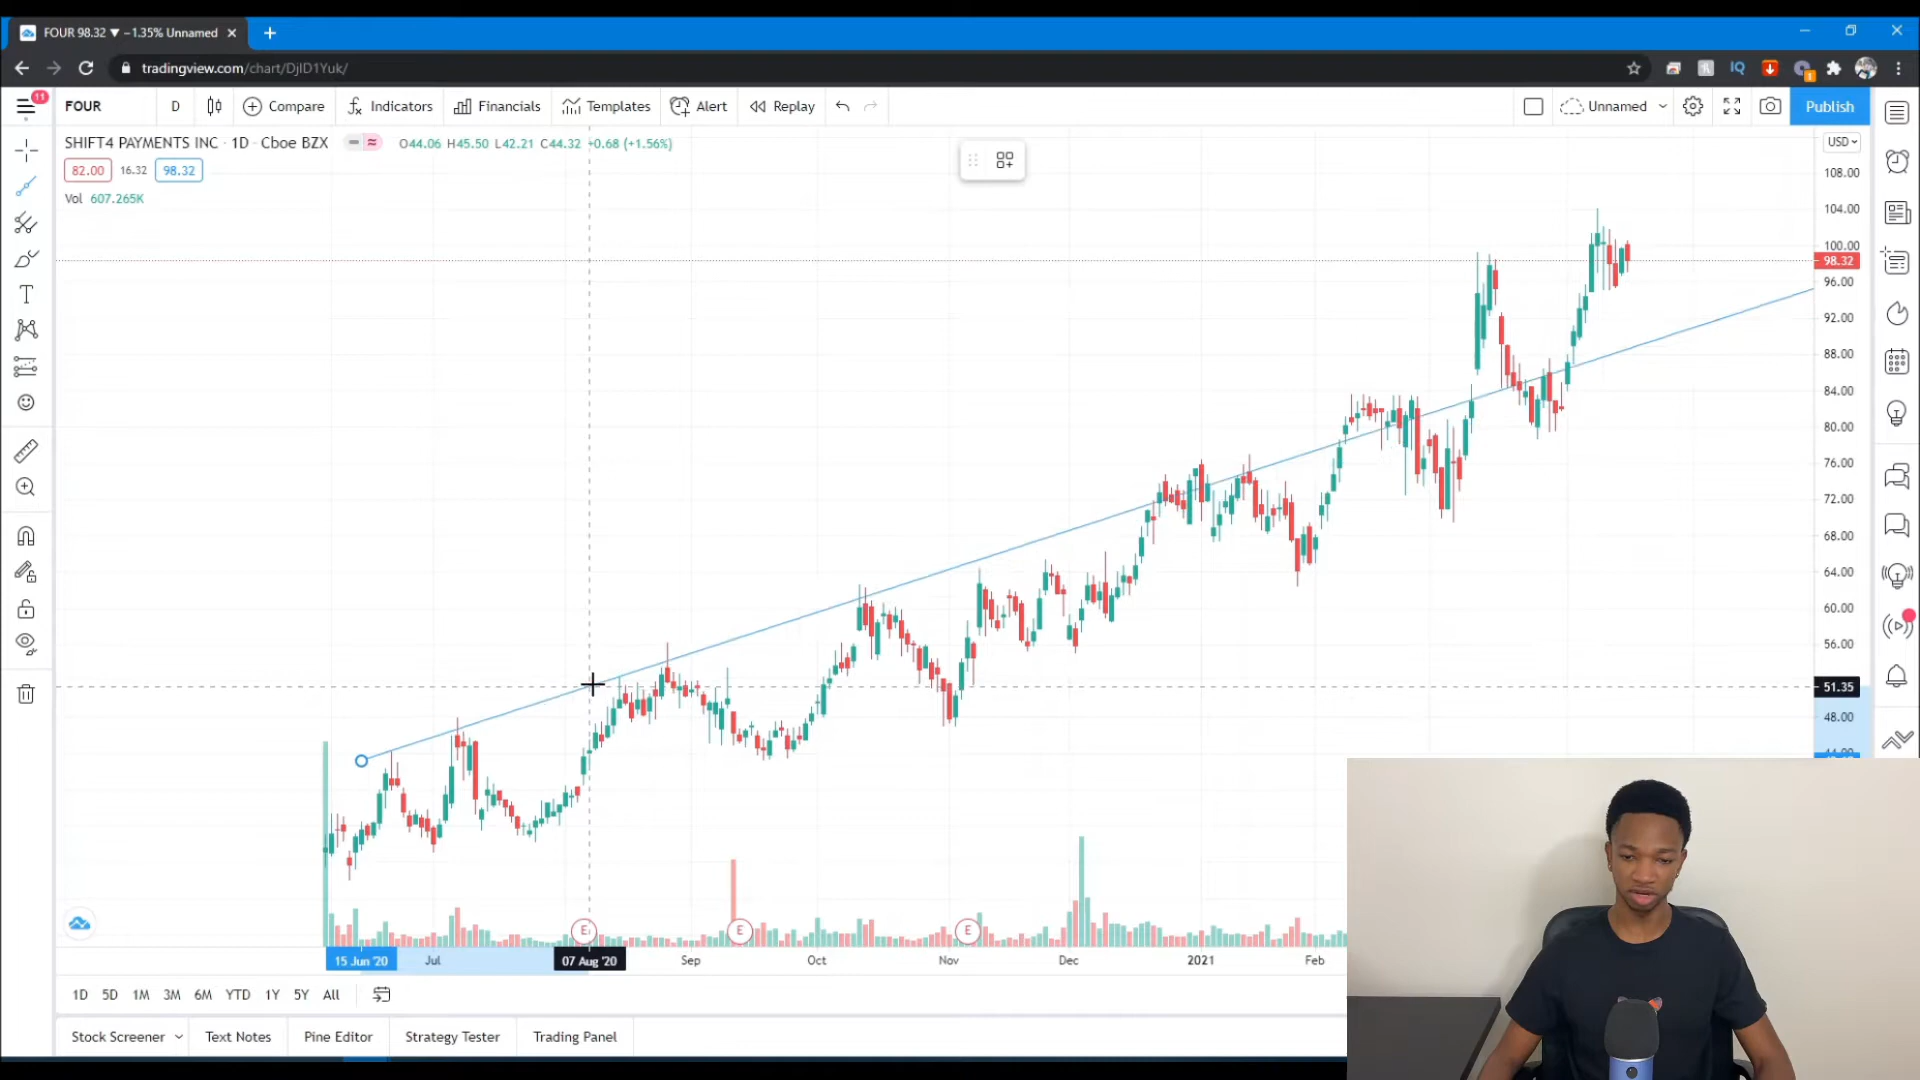 FOUR 98.32 ▼ −1.35% Unnamed
tradingview.com/chart/DjlD1Yuk/
11
FOUR D Compare Indicators Financials Templates Alert Replay Unnamed Publish
SHIFT4 PAYMENTS INC · 1D · Cboe BZX O44.06 H45.50 L42.21 C44.32 +0.68 (+1.56%)
USD
82.00 16.32 98.32
Vol 607.265K
108.00
104.00
100.00
98.32
96.00
92.00
88.00
84.00
80.00
76.00
72.00
68.00
64.00
60.00
56.00
51.35
48.00
E E E
15 Jun '20 Jul 07 Aug '20 Sep Oct Nov Dec 2021 Feb
1D 5D 1M 3M 6M YTD 1Y 5Y All
Stock Screener Text Notes Pine Editor Strategy Tester Trading Panel